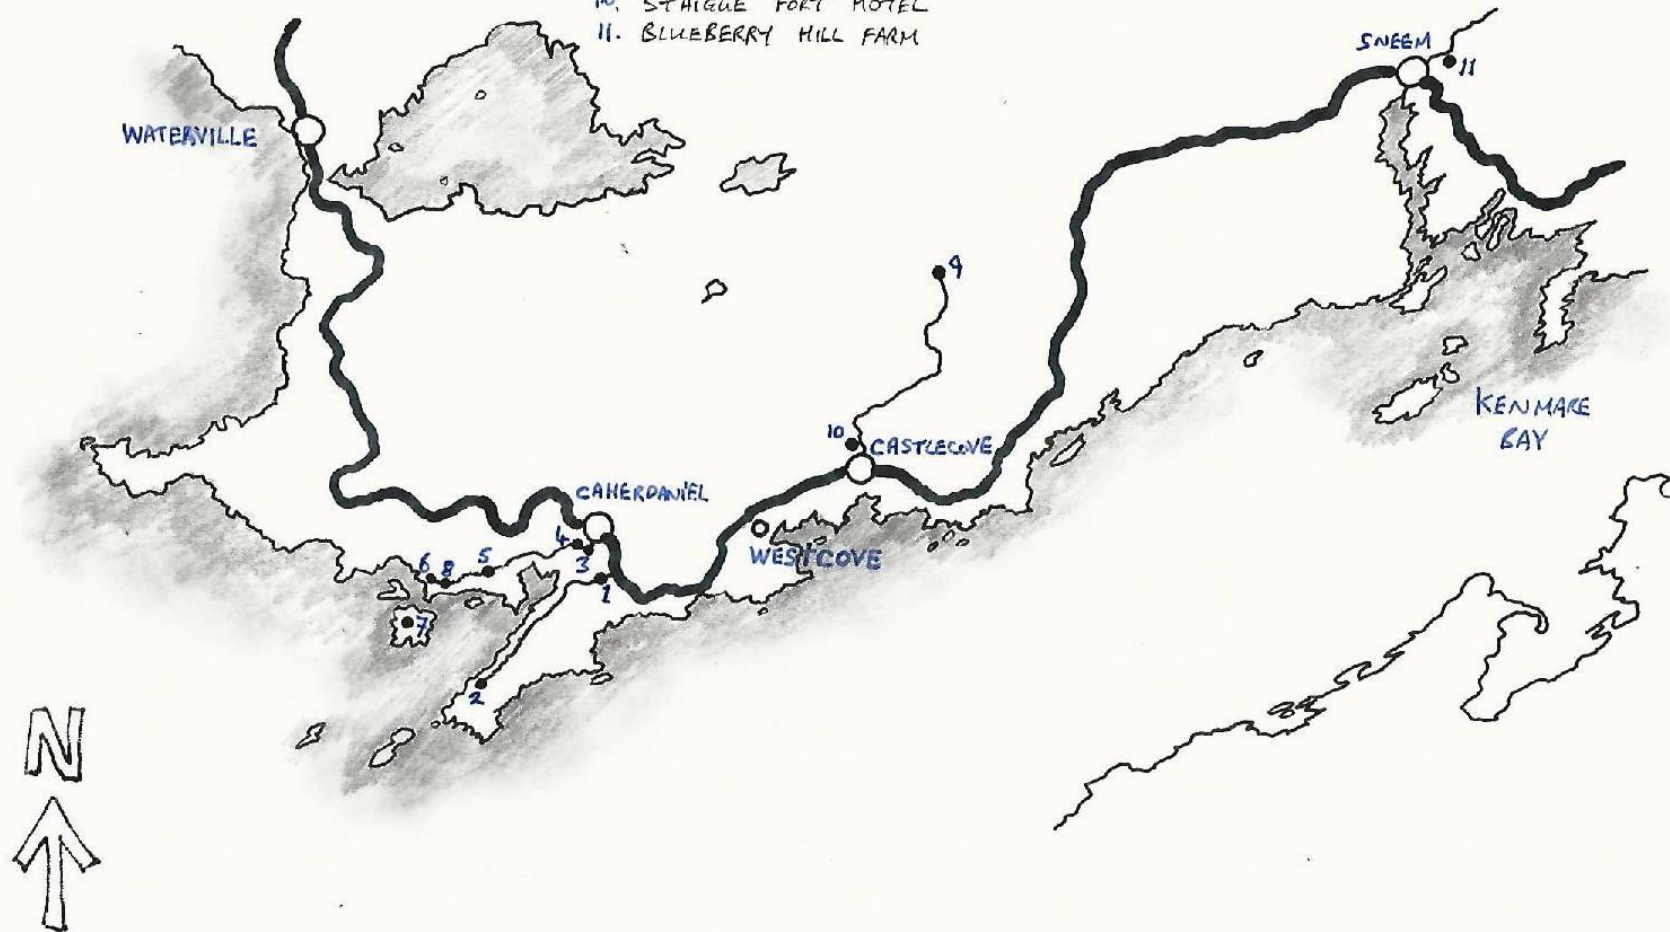 10. STAIGUE FORT HOTEL
11. BLUEBERRY HILL FARM
SNEEM
11
WATERVILLE
9
KENMARE
BAY
10
CASTLECOVE
CAHERDANIEL
4
3
WESTCOVE
6 8 5
1
7
2
N